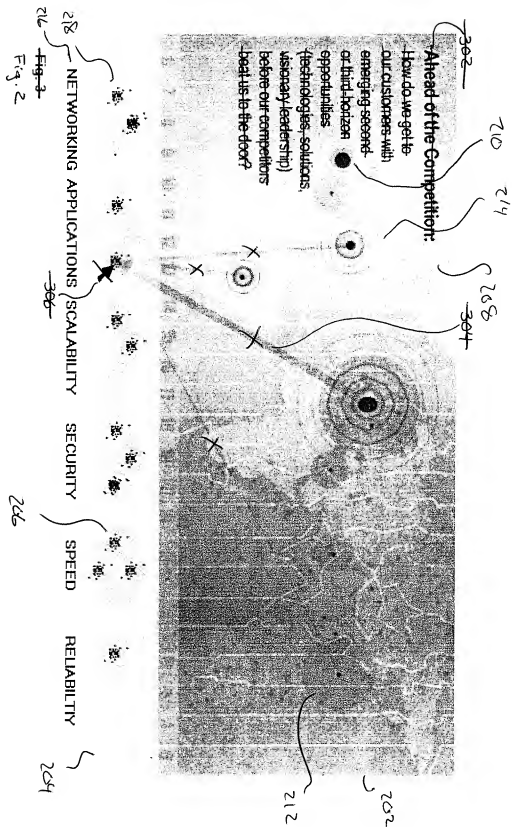 302
210
214
208
304
202
212
Ahead of the Competition:
How do we get to
our customers with
emerging second-
or third-horizon
opportunities
(technologies, solutions,
visionary leadership)
before our competitors
beat us to the door?
306
218
206
204
216
NETWORKING APPLICATIONS SCALABILITY SECURITY SPEED RELIABILTIY
Fig. 3
Fig. 2